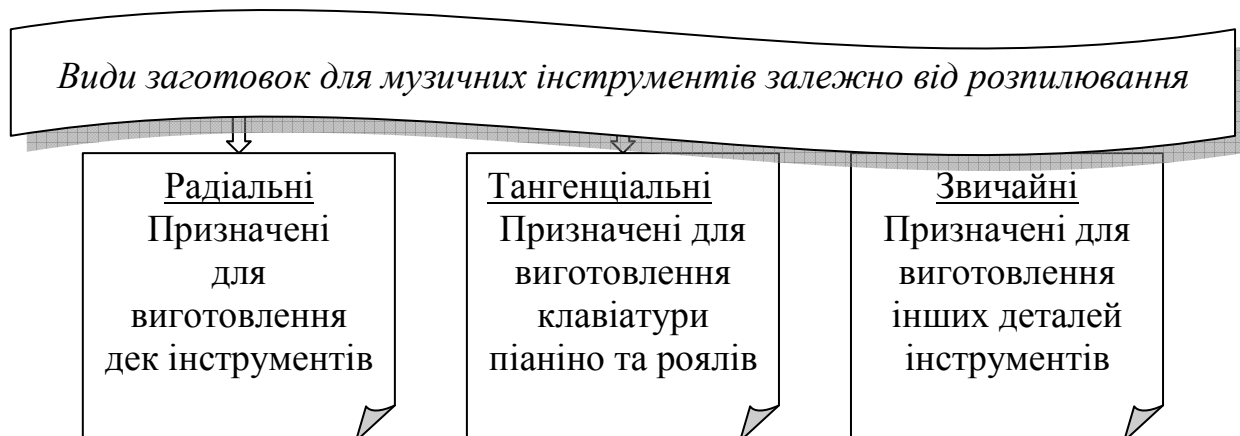 Види заготовок для музичних інструментів залежно від розпилювання
Радіальні
Призначені
для
виготовлення
дек інструментів
Тангенціальні
Призначені для
виготовлення
клавіатури
піаніно та роялів
Звичайні
Призначені для
виготовлення
інших деталей
інструментів